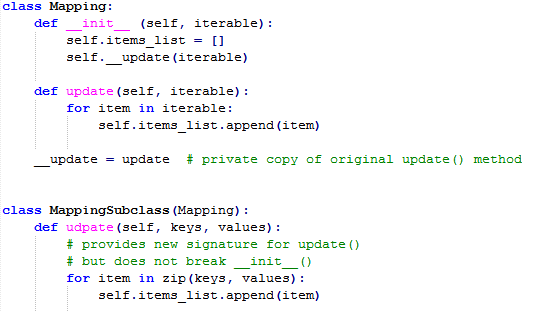 class Mapping:
    def __init__ (self, iterable):
        self.items_list = []
        self.__update(iterable)
    def update(self, iterable):
        for item in iterable:
            self.items_list.append(item)
    __update = update  # private copy of original update() method
class MappingSubclass(Mapping):
    def udpate(self, keys, values):
        # provides new signature for update()
        # but does not break __init__()
        for item in zip(keys, values):
            self.items_list.append(item)